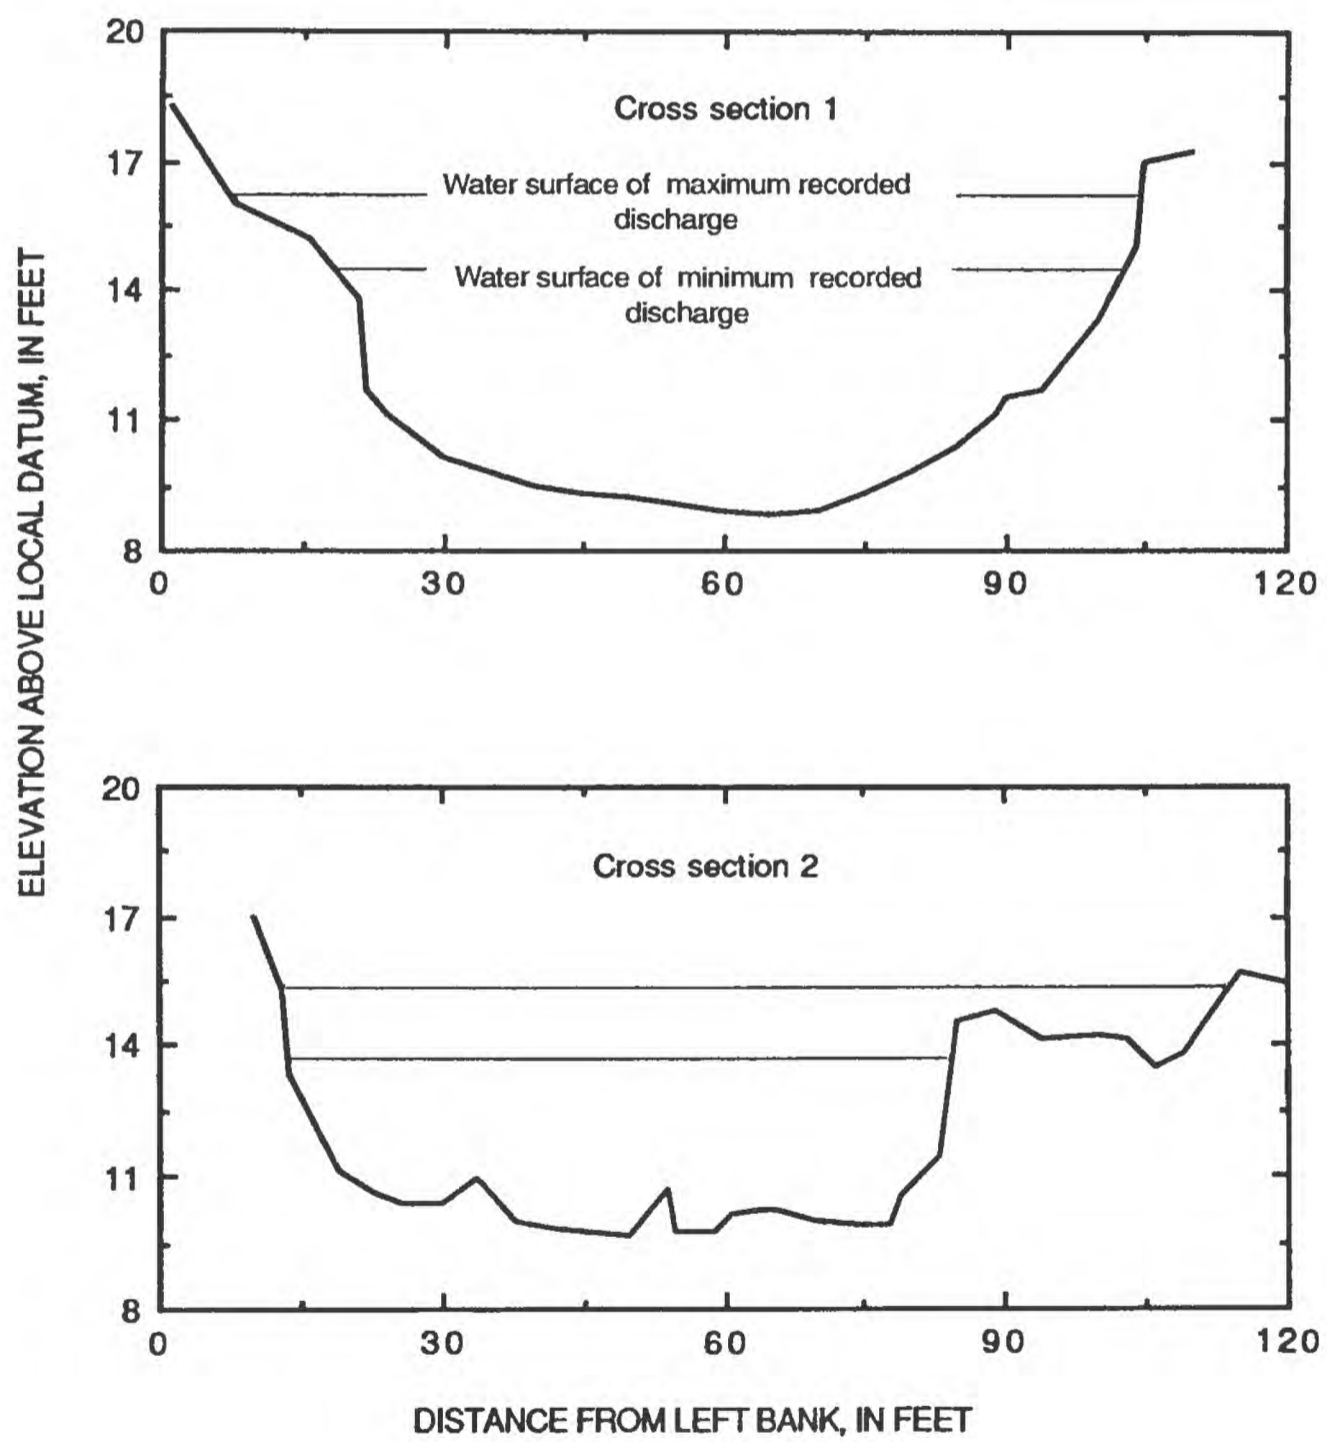 ELEVATION ABOVE LOCAL DATUM, IN FEET
20
17
14
11
8
0 30 60 90 120
Cross section 1
Water surface of maximum recorded
discharge
Water surface of minimum recorded
discharge
20
17
14
11
8
0 30 60 90 120
Cross section 2
DISTANCE FROM LEFT BANK, IN FEET